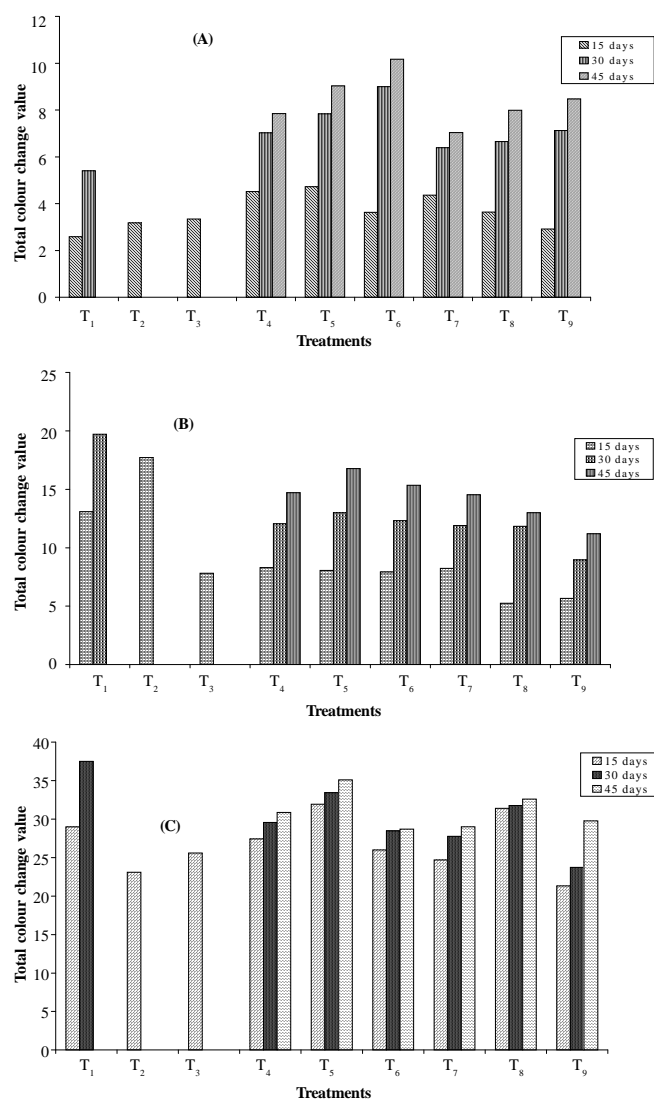 12
(A)
15 days
30 days
45 days
10
8
6
4
2
0
Total colour change value
T1 T2 T3 T4 T5 T6 T7 T8 T9
Treatments
25
(B)
15 days
30 days
45 days
20
15
10
5
0
Total colour change value
T1 T2 T3 T4 T5 T6 T7 T8 T9
Treatments
40
(C)
15 days
30 days
45 days
35
30
25
20
15
10
5
0
Total colour change value
T1 T2 T3 T4 T5 T6 T7 T8 T9
Treatments